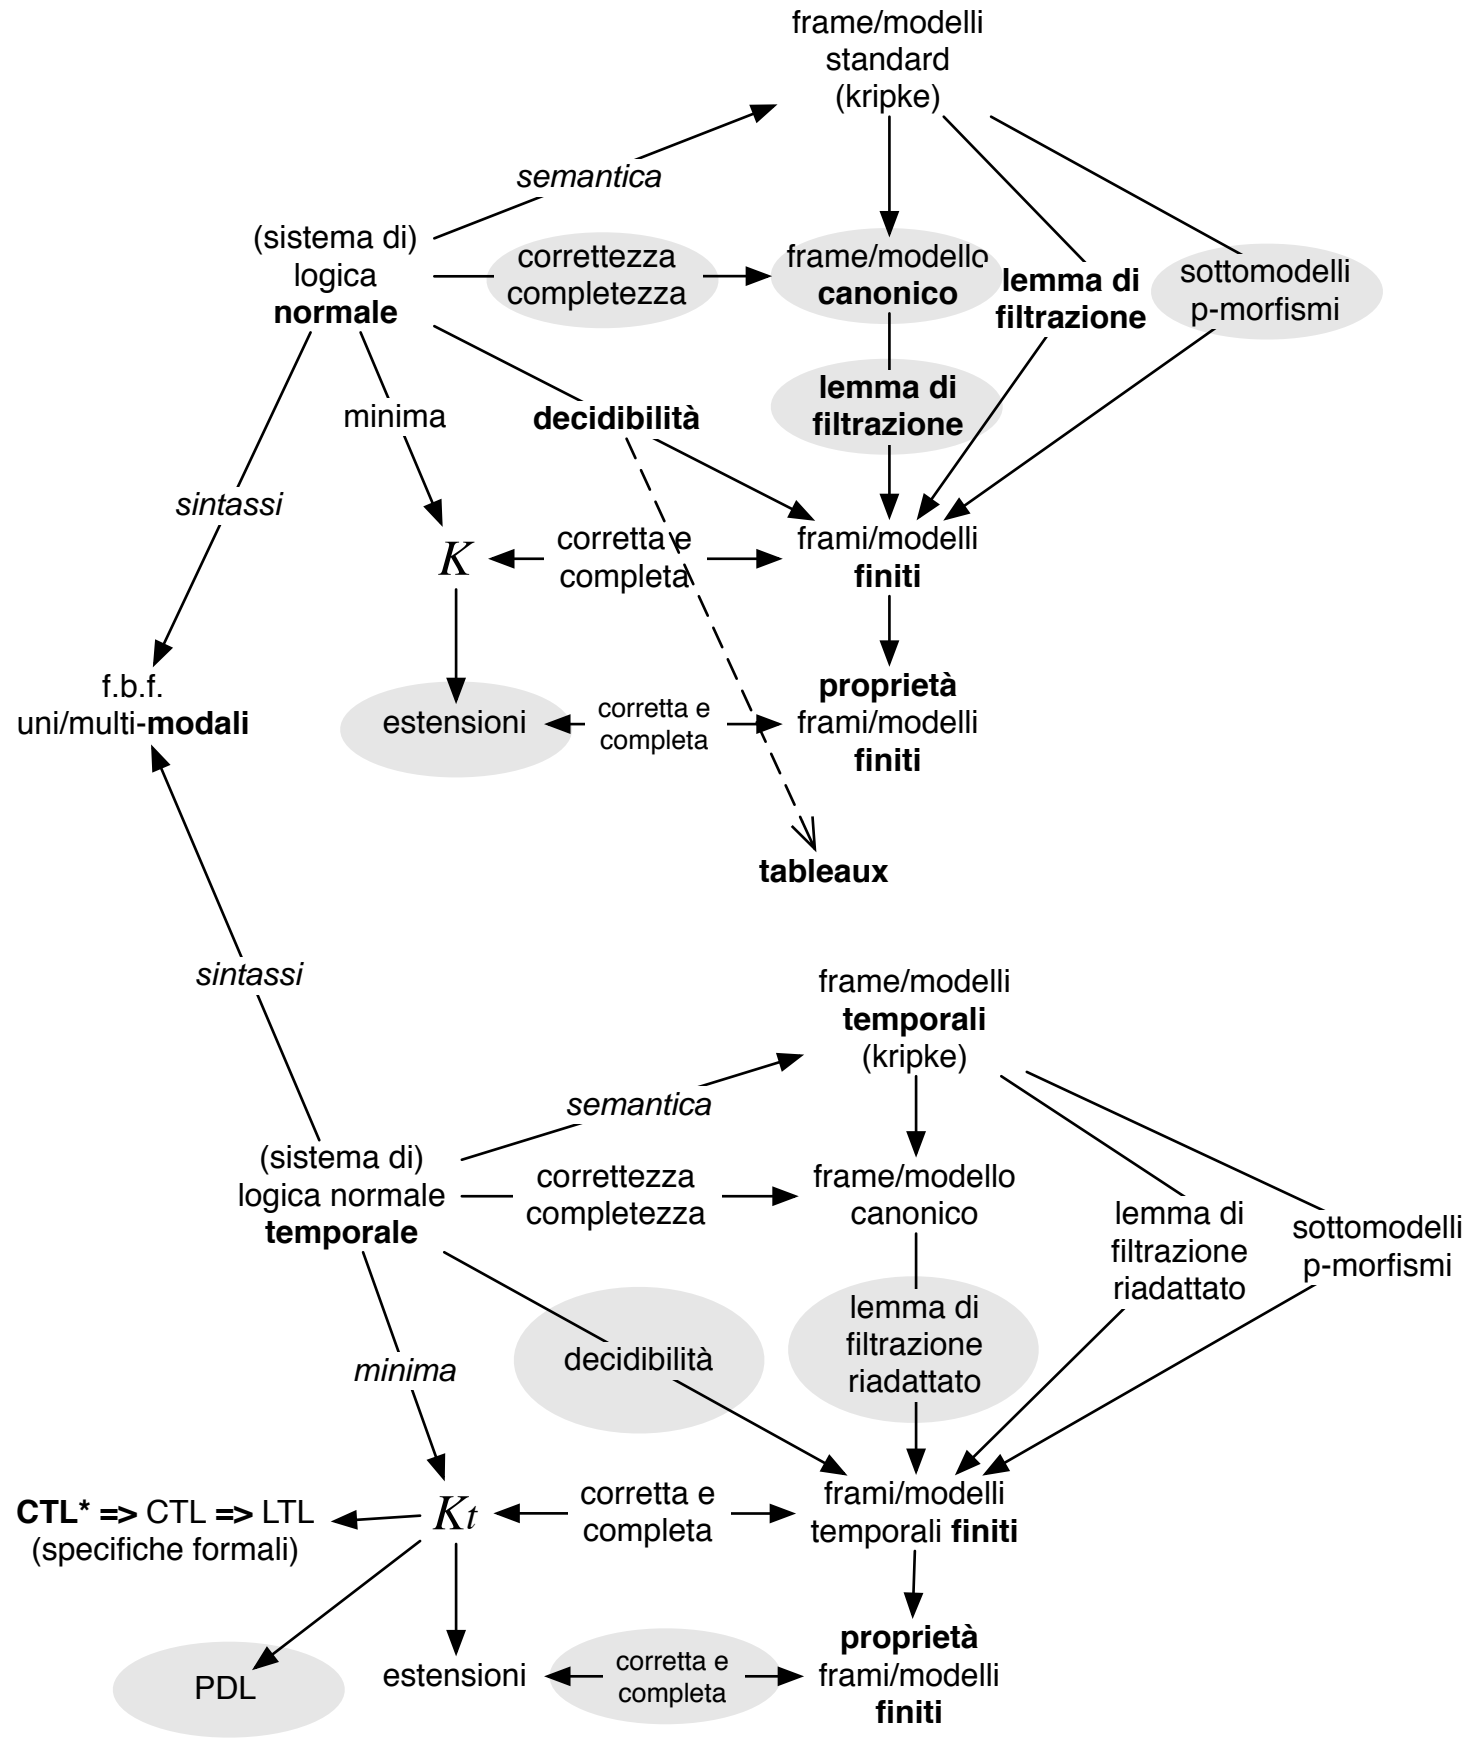 frame/modelli
standard
(kripke)
semantica
(sistema di)
logica
normale
correttezza
completezza
frame/modello
canonico
lemma di
filtrazione
sottomodelli
p-morfismi
minima
decidibilità
lemma di
filtrazione
sintassi
K
corretta e
completa
frami/modelli
finiti
f.b.f.
uni/multi-modali
estensioni
corretta e
completa
proprietà
frami/modelli
finiti
tableaux
sintassi
frame/modelli
temporali
(kripke)
semantica
(sistema di)
logica normale
temporale
correttezza
completezza
frame/modello
canonico
lemma di
filtrazione
riadattato
sottomodelli
p-morfismi
minima
decidibilità
lemma di
filtrazione
riadattato
CTL* => CTL => LTL
(specifiche formali)
Kt
corretta e
completa
frami/modelli
temporali finiti
PDL
estensioni
corretta e
completa
proprietà
frami/modelli
finiti